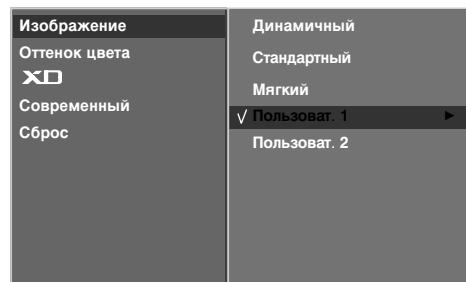 Изображение
Оттенок цвета
XD
Современный
Сброс
Динамичный
Стандартный
Мягкий
√ Пользоват. 1 ►
Пользоват. 2